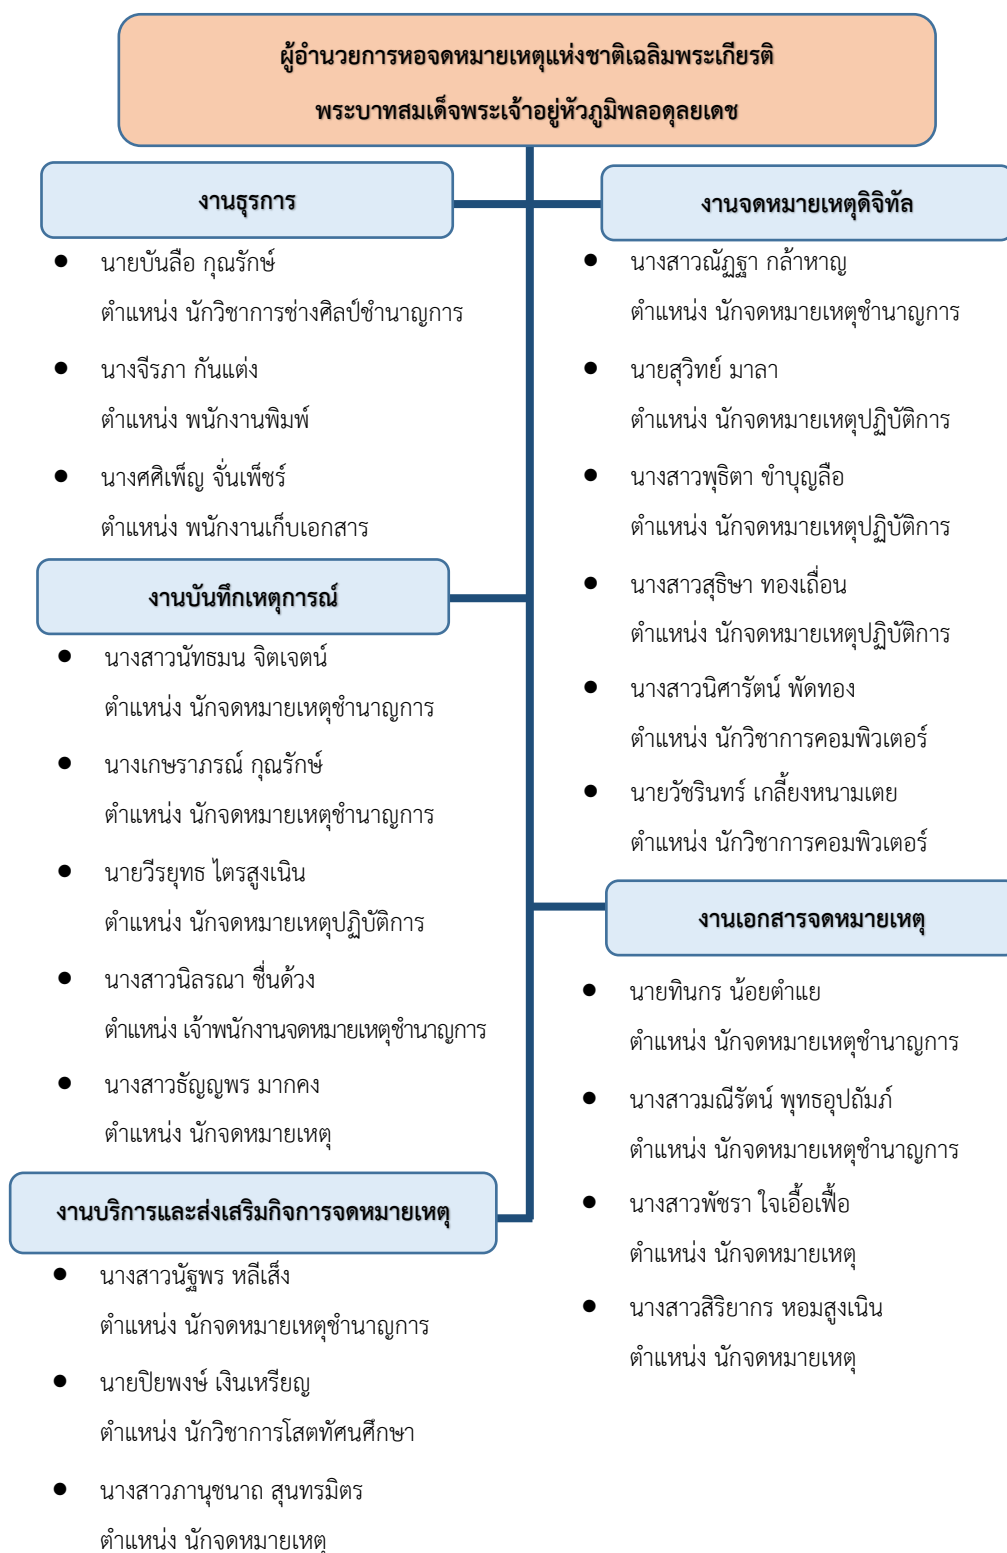 ผู้อำนวยการหอจดหมายเหตุแห่งชาติเฉลิมพระเกียรติ
พระบาทสมเด็จพระเจ้าอยู่หัวภูมิพลอดุลยเดช
งานธุรการ
● นายบันลือ กุณรักษ์
ตำแหน่ง นักวิชาการช่างศิลป์ชำนาญการ
● นางจีรภา กันแต่ง
ตำแหน่ง พนักงานพิมพ์
● นางศศิเพ็ญ จั่นเพ็ชร์
ตำแหน่ง พนักงานเก็บเอกสาร
งานบันทึกเหตุการณ์
● นางสาวนัทธมน จิตเจตน์
ตำแหน่ง นักจดหมายเหตุชำนาญการ
● นางเกษราภรณ์ กุณรักษ์
ตำแหน่ง นักจดหมายเหตุชำนาญการ
● นายวีรยุทธ ไตรสูงเนิน
ตำแหน่ง นักจดหมายเหตุปฏิบัติการ
● นางสาวนิลรณา ชื่นด้วง
ตำแหน่ง เจ้าพนักงานจดหมายเหตุชำนาญการ
● นางสาวธัญญพร มากคง
ตำแหน่ง นักจดหมายเหตุ
งานบริการและส่งเสริมกิจการจดหมายเหตุ
● นางสาวนัฐพร หลีเส็ง
ตำแหน่ง นักจดหมายเหตุชำนาญการ
● นายปิยพงษ์ เงินเหรียญ
ตำแหน่ง นักวิชาการโสตทัศนศึกษา
● นางสาวภานุชนาถ สุนทรมิตร
ตำแหน่ง นักจดหมายเหตุ
งานจดหมายเหตุดิจิทัล
● นางสาวณัฏฐา กล้าหาญ
ตำแหน่ง นักจดหมายเหตุชำนาญการ
● นายสุวิทย์ มาลา
ตำแหน่ง นักจดหมายเหตุปฏิบัติการ
● นางสาวพุธิตา ขำบุญลือ
ตำแหน่ง นักจดหมายเหตุปฏิบัติการ
● นางสาวสุธิษา ทองเถื่อน
ตำแหน่ง นักจดหมายเหตุปฏิบัติการ
● นางสาวนิศารัตน์ พัดทอง
ตำแหน่ง นักวิชาการคอมพิวเตอร์
● นายวัชรินทร์ เกลี้ยงหนามเตย
ตำแหน่ง นักวิชาการคอมพิวเตอร์
งานเอกสารจดหมายเหตุ
● นายทินกร น้อยตำแย
ตำแหน่ง นักจดหมายเหตุชำนาญการ
● นางสาวมณีรัตน์ พุทธอุปถัมภ์
ตำแหน่ง นักจดหมายเหตุชำนาญการ
● นางสาวพัชรา ใจเอื้อเฟื้อ
ตำแหน่ง นักจดหมายเหตุ
● นางสาวสิริยากร หอมสูงเนิน
ตำแหน่ง นักจดหมายเหตุ